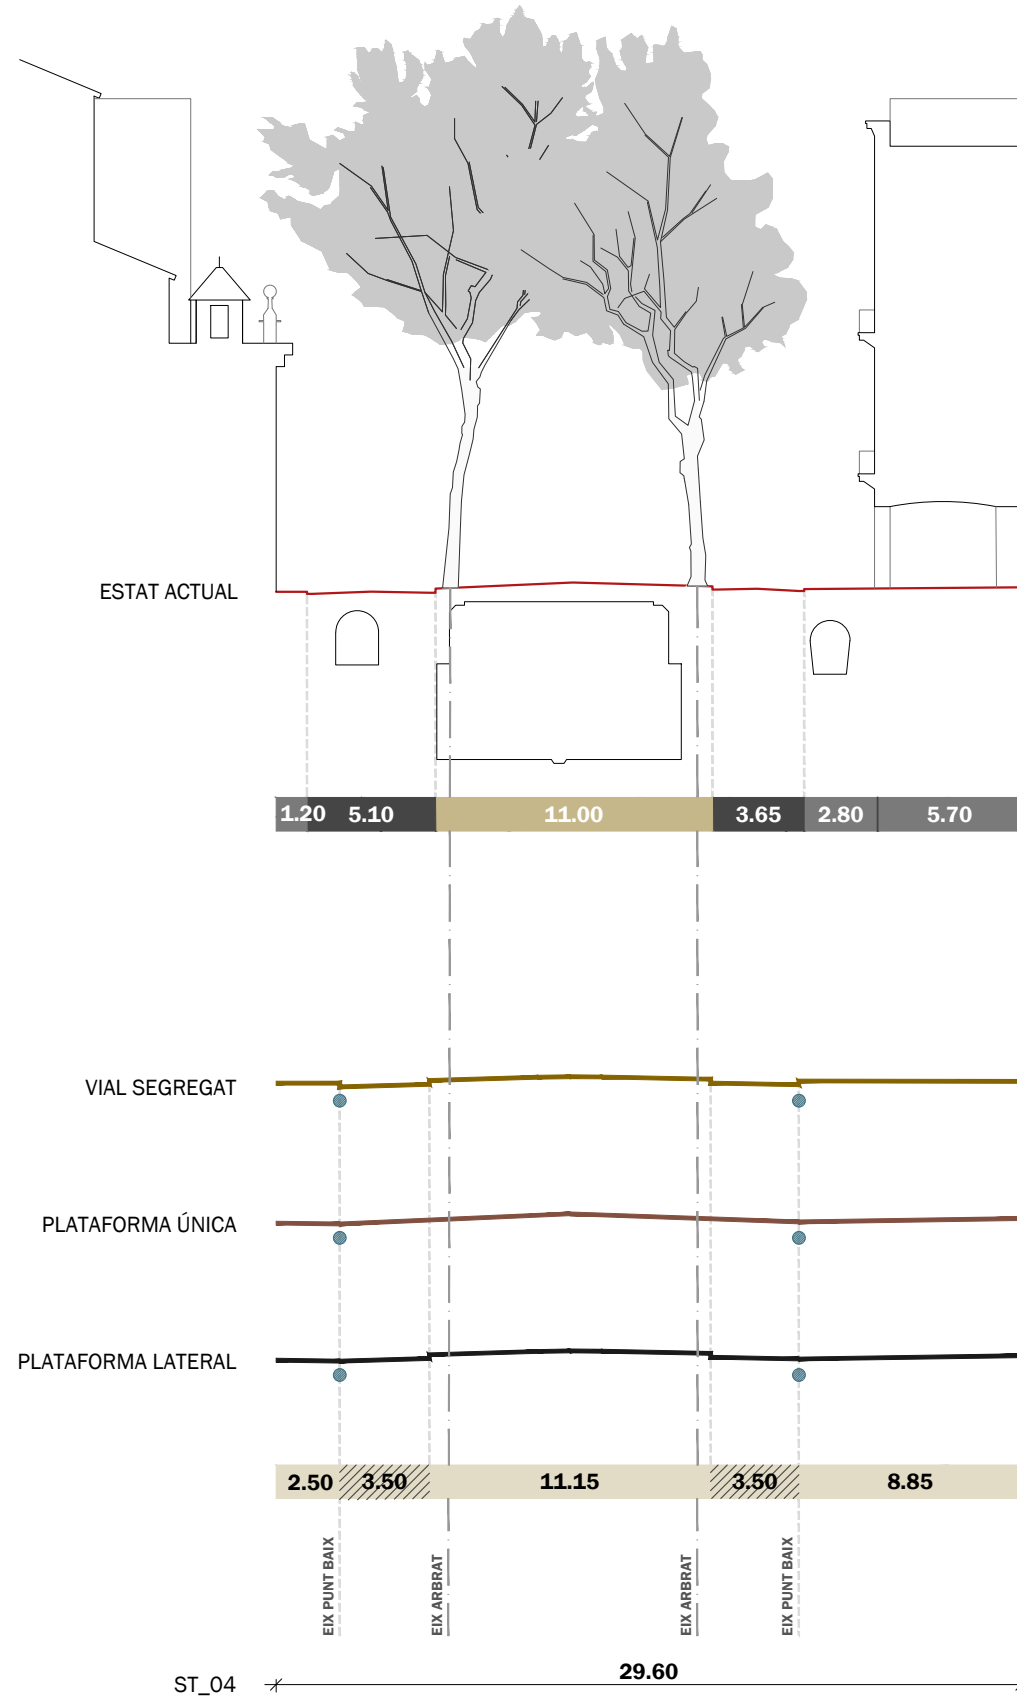 ESTAT ACTUAL
1.20 5.10 11.00 3.65 2.80 5.70
VIAL SEGREGAT
PLATAFORMA ÚNICA
PLATAFORMA LATERAL
2.50 3.50 11.15 3.50 8.85
EIX PUNT BAIX
EIX ARBRAT
EIX ARBRAT
EIX PUNT BAIX
ST_04 29.60